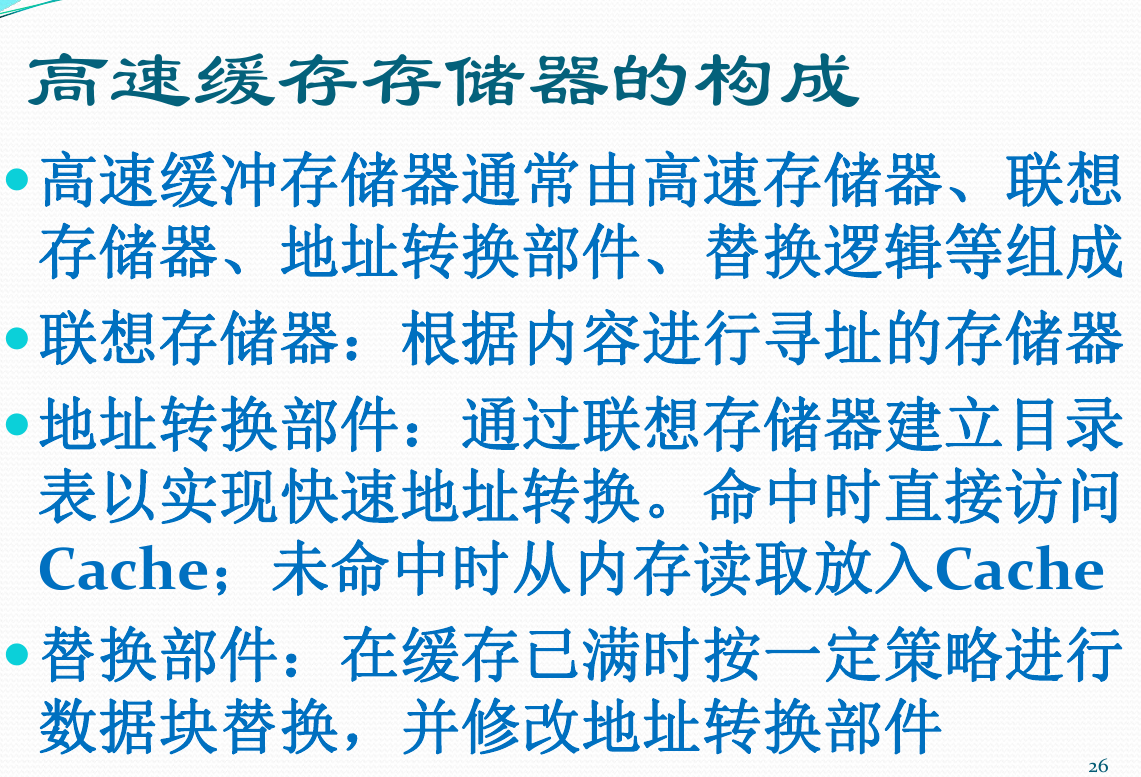 高速缓存存储器的构成
•高速缓冲存储器通常由高速存储器、联想
存储器、地址转换部件、替换逻辑等组成
•联想存储器：根据内容进行寻址的存储器
•地址转换部件：通过联想存储器建立目录
表以实现快速地址转换。命中时直接访问
Cache；未命中时从内存读取放入Cache
•替换部件：在缓存已满时按一定策略进行
数据块替换，并修改地址转换部件
26